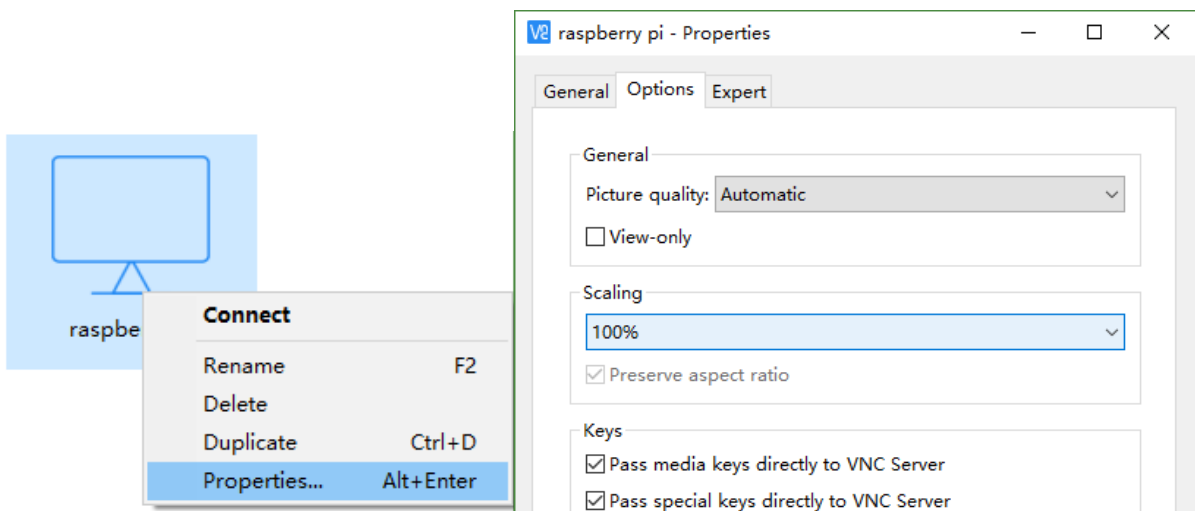 raspbe
Connect
Rename F2
Delete
Duplicate Ctrl+D
Properties... Alt+Enter
raspberry pi - Properties
General Options Expert
General
Picture quality: Automatic
View-only
Scaling
100%
Preserve aspect ratio
Keys
Pass media keys directly to VNC Server
Pass special keys directly to VNC Server